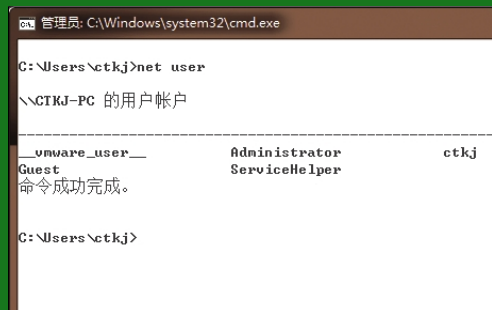 管理员: C:\Windows\system32\cmd.exe
C:\Users\ctkj>net user
\\CTKJ-PC 的用户帐户
-------------------------------------------------------------------------------
__vmware_user__ Administrator ctkj
Guest ServiceHelper
命令成功完成。
C:\Users\ctkj>